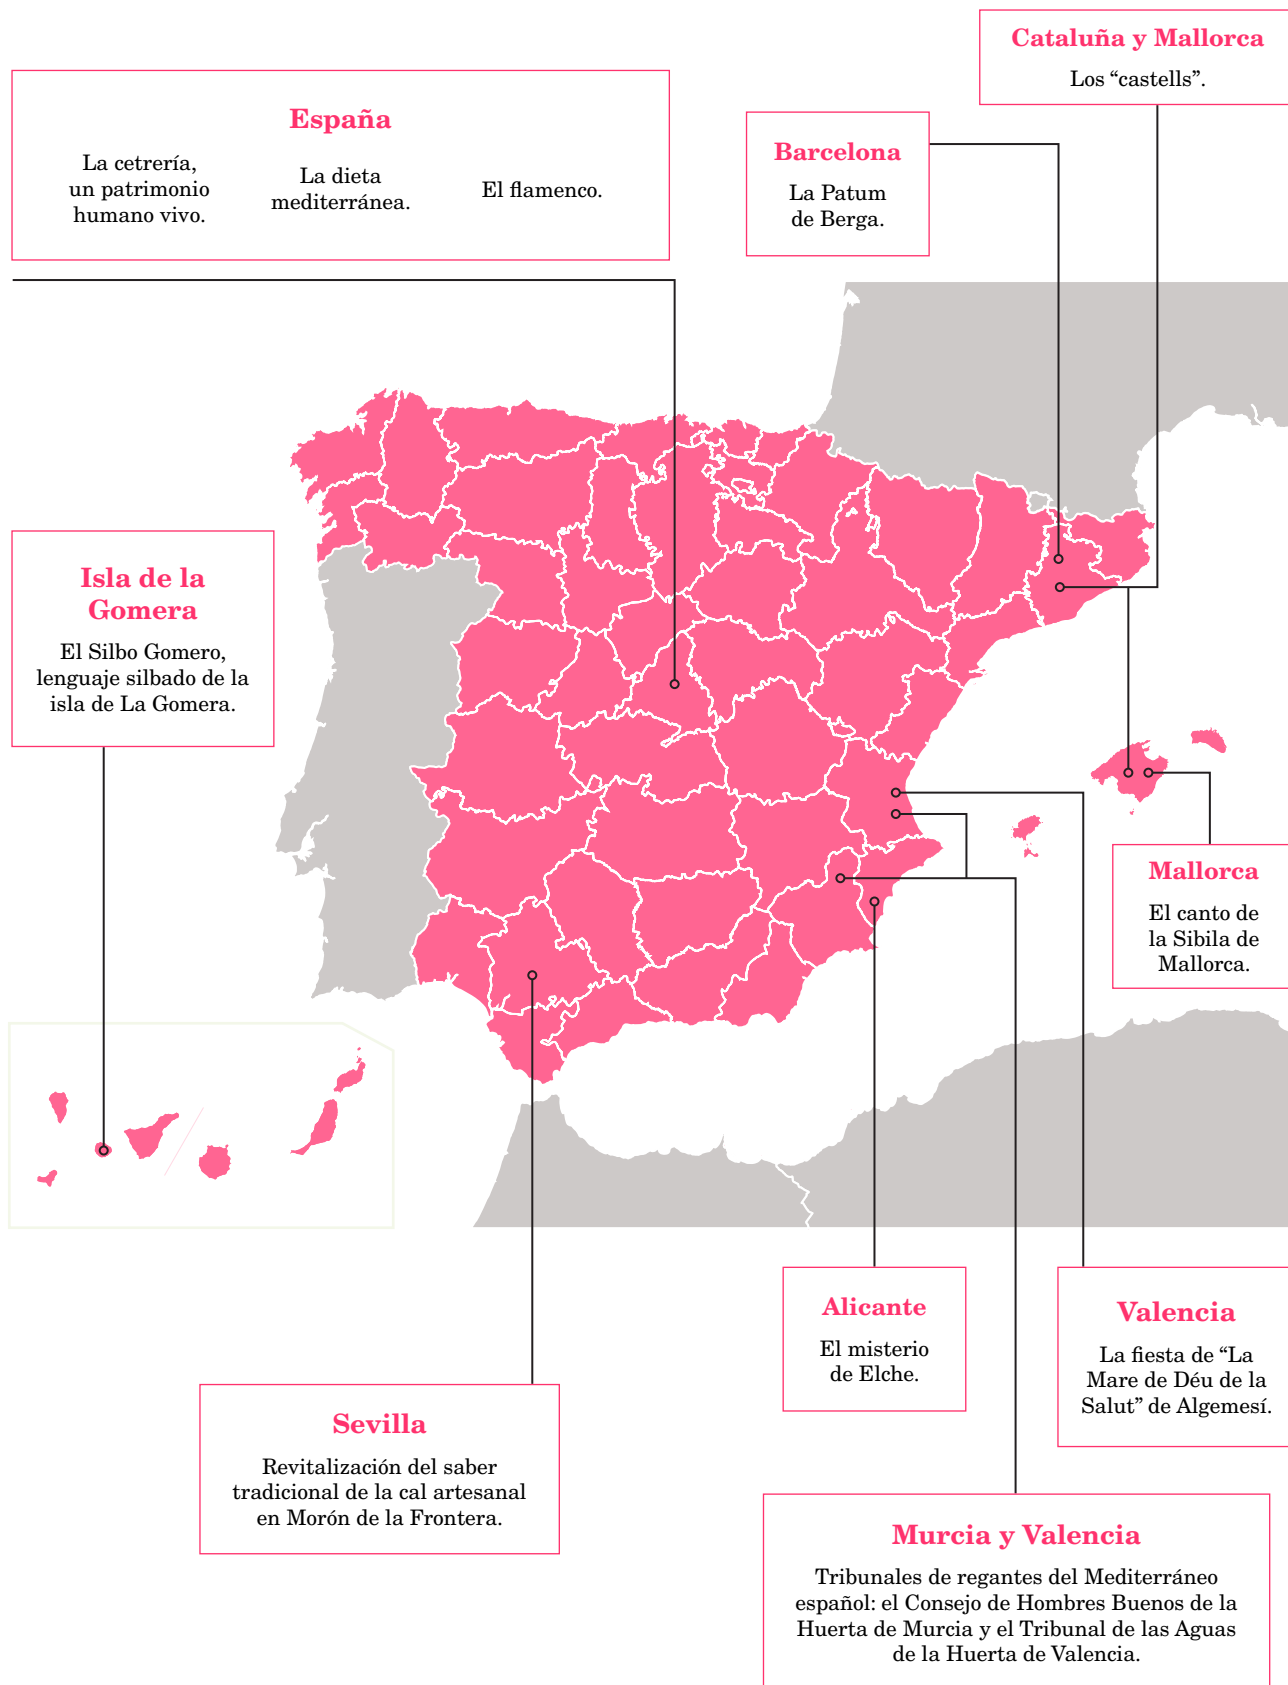 Cataluña y Mallorca
Los “castells”.
España
La cetrería,
un patrimonio
humano vivo.
La dieta
mediterránea.
El flamenco.
Barcelona
La Patum
de Berga.
Isla de la
Gomera
El Silbo Gomero,
lenguaje silbado de la
isla de La Gomera.
Mallorca
El canto de
la Sibila de
Mallorca.
Alicante
El misterio
de Elche.
Valencia
La fiesta de “La
Mare de Déu de la
Salut” de Algemesí.
Sevilla
Revitalización del saber
tradicional de la cal artesanal
en Morón de la Frontera.
Murcia y Valencia
Tribunales de regantes del Mediterráneo
español: el Consejo de Hombres Buenos de la
Huerta de Murcia y el Tribunal de las Aguas
de la Huerta de Valencia.